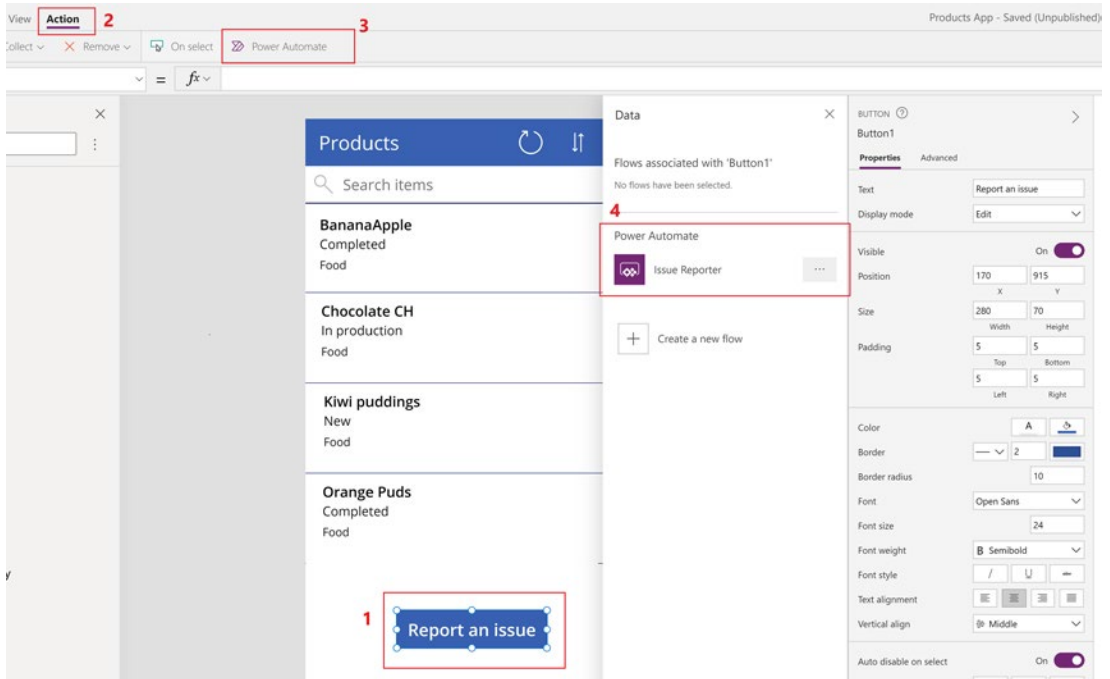 View Action 2 3 Products App - Saved (Unpublished)
Collect Remove On select Power Automate
= fx
Products
Search items
BananaApple
Completed
Food
Chocolate CH
In production
Food
Kiwi puddings
New
Food
Orange Puds
Completed
Food
1
Report an issue
Data
Flows associated with 'Button1'
No flows have been selected.
4
Power Automate
Issue Reporter ...
+ Create a new flow
BUTTON ?
Button1
Properties Advanced
Text Report an issue
Display mode Edit
Visible On
Position 170 915
X Y
Size 280 70
Width Height
Padding 5 5
Top Bottom
5 5
Left Right
Color A
Border 2
Border radius 10
Font Open Sans
Font size 24
Font weight B Semibold
Font style / U abc
Text alignment
Vertical align Middle
Auto disable on select On